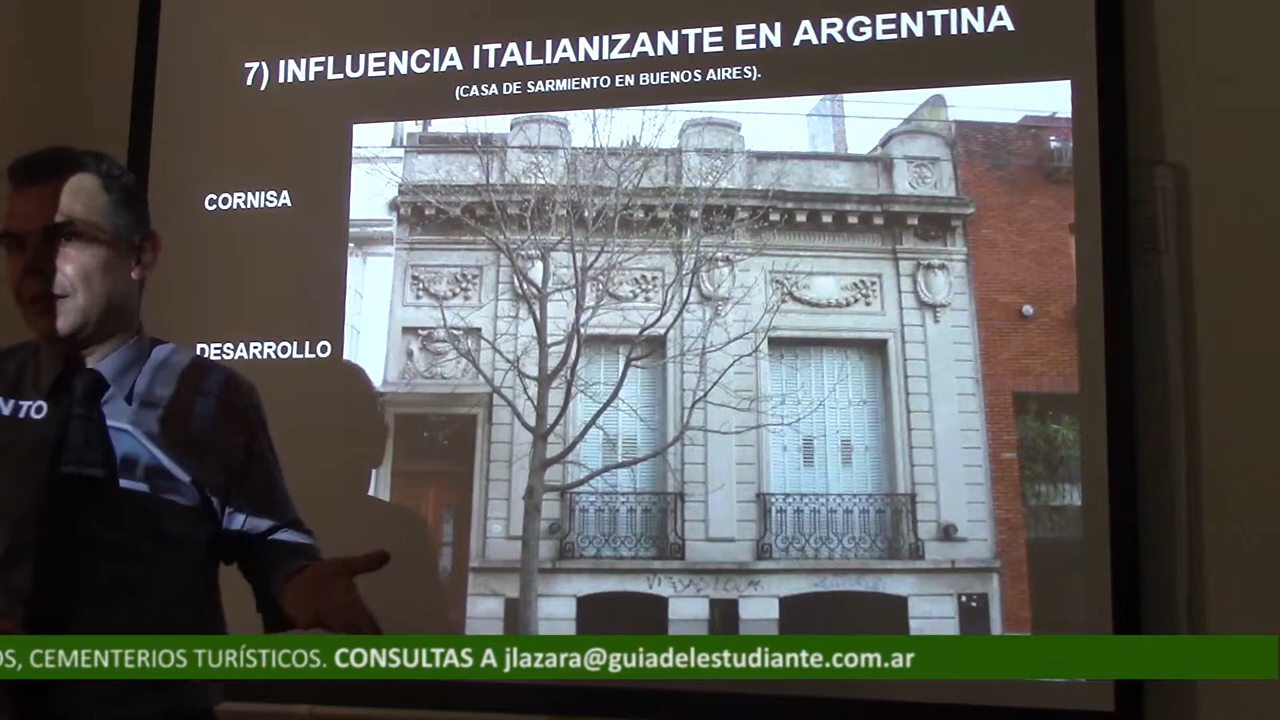 7) INFLUENCIA ITALIANIZANTE EN ARGENTINA
(CASA DE SARMIENTO EN BUENOS AIRES).
CORNISA
DESARROLLO
NTO
OS, CEMENTERIOS TURÍSTICOS. CONSULTAS A jlazara@guiadelestudiante.com.ar